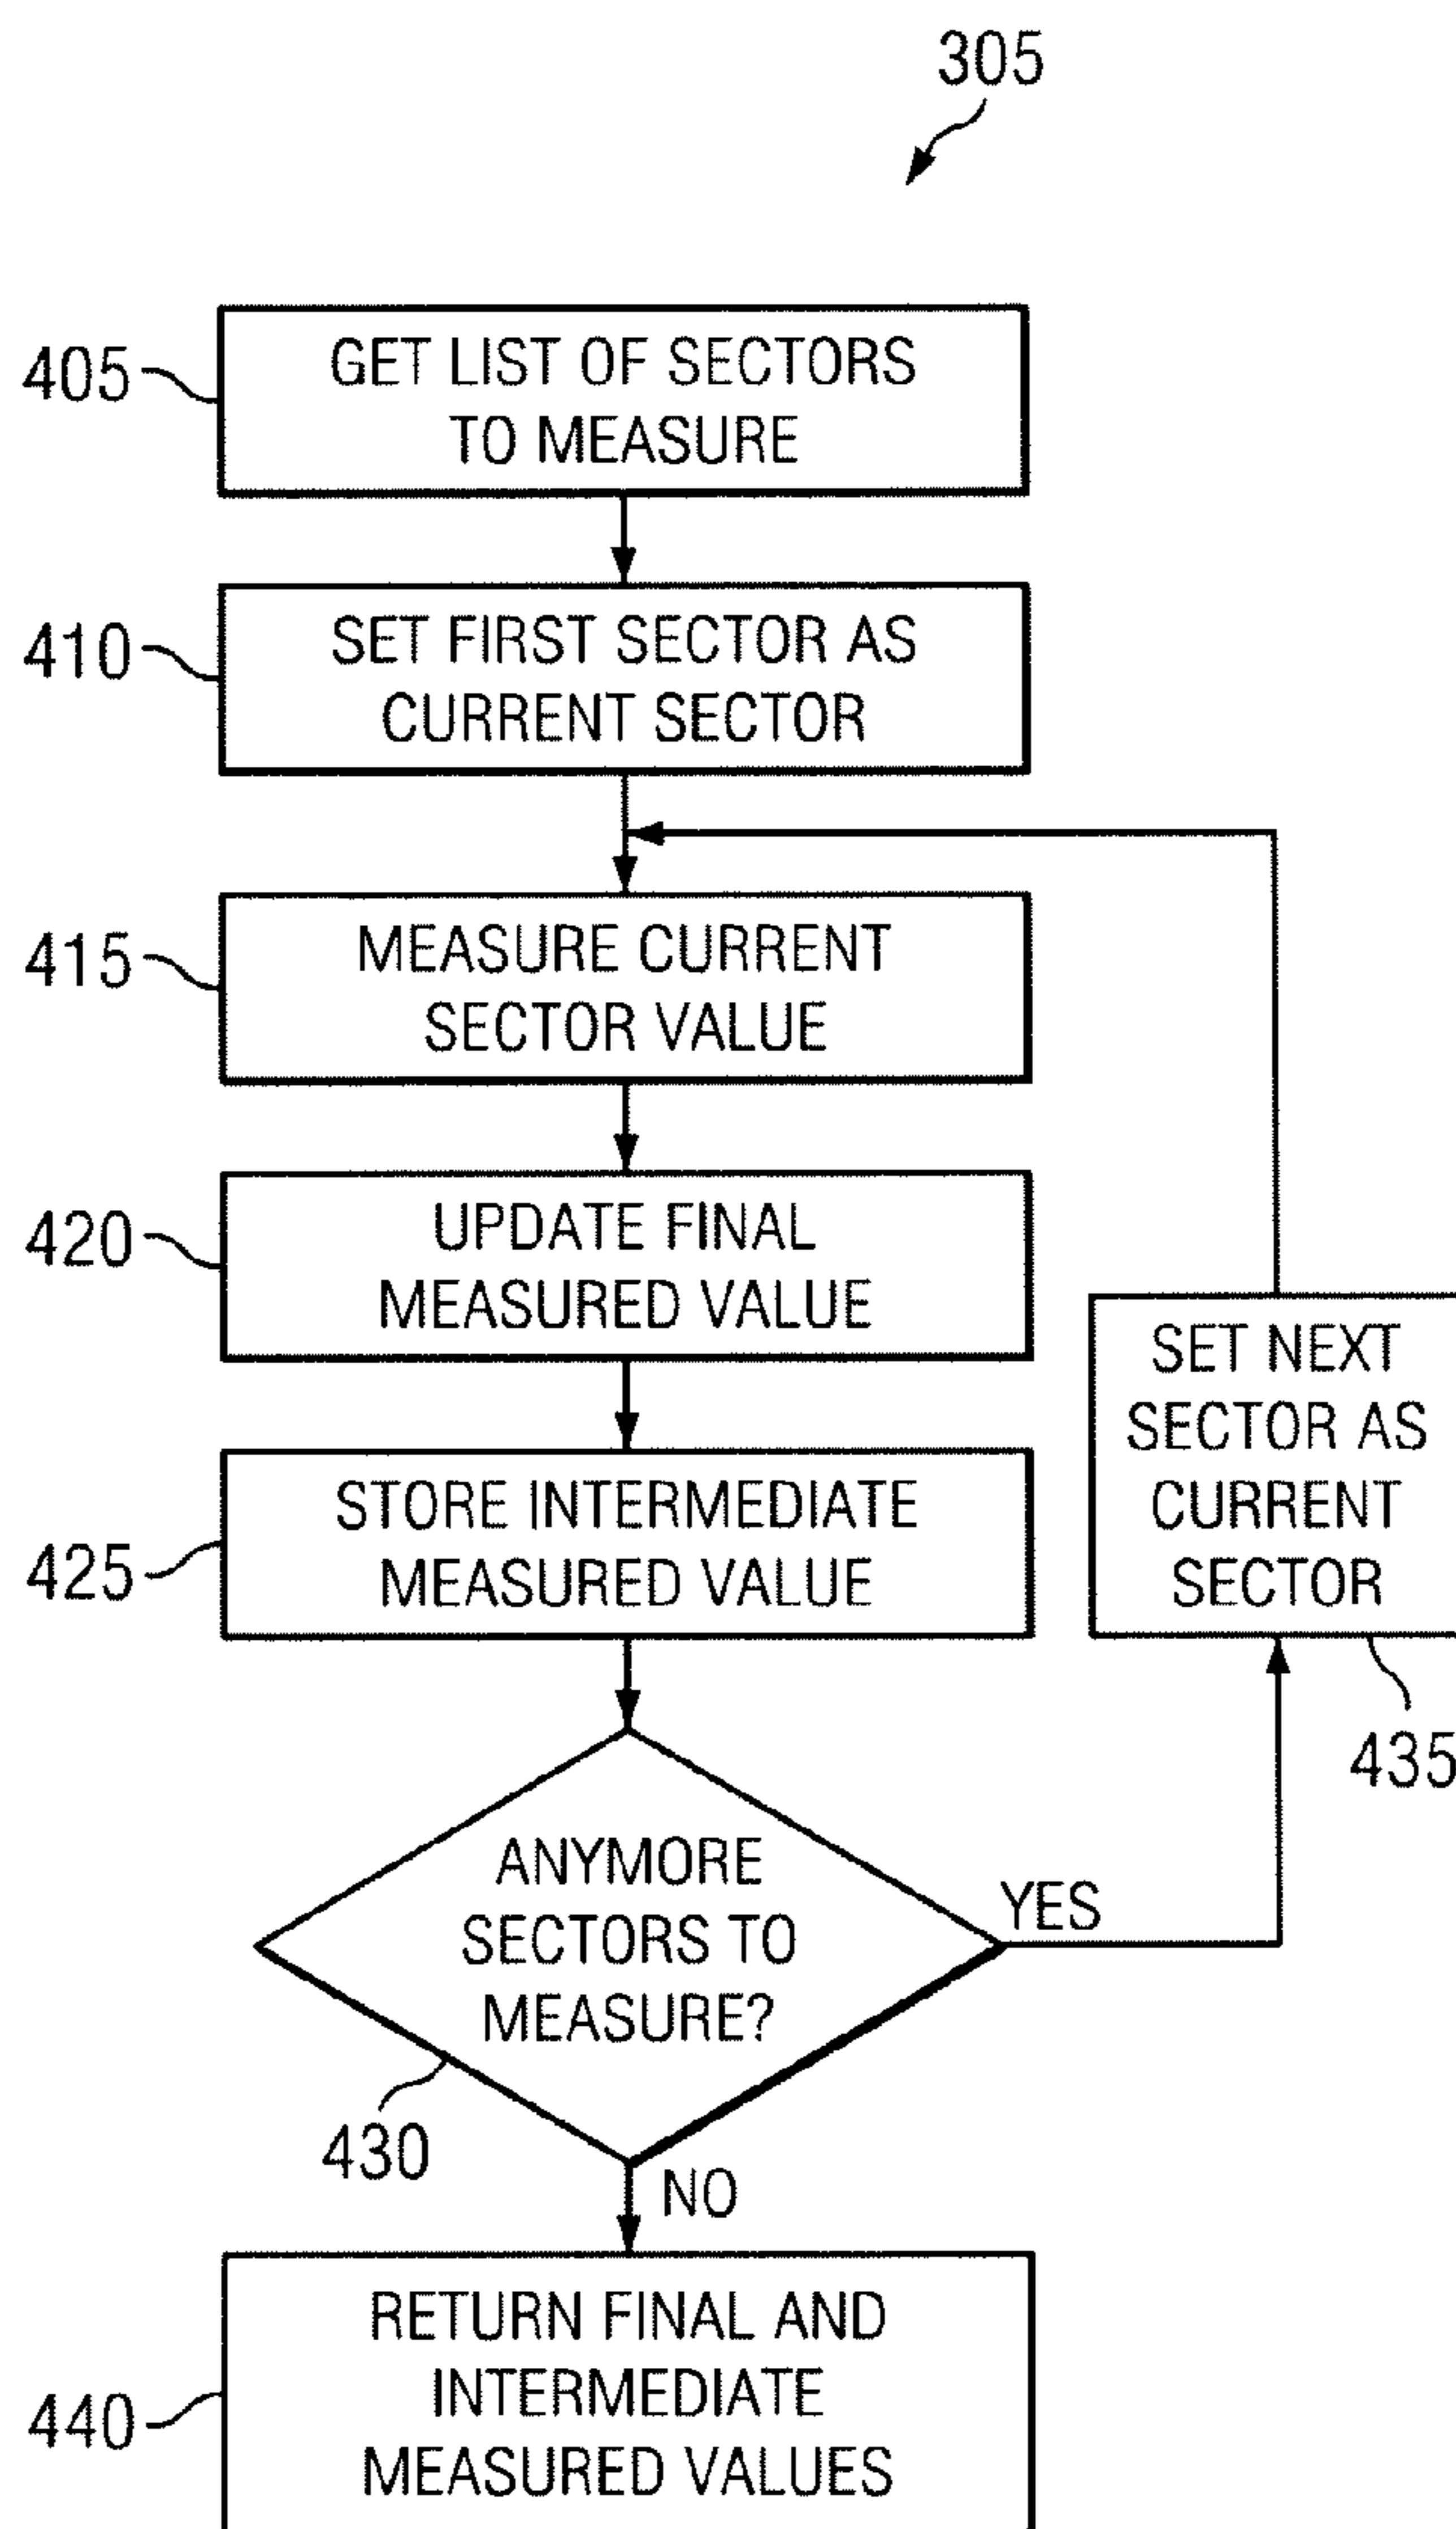 305
405
GET LIST OF SECTORS
TO MEASURE
410
SET FIRST SECTOR AS
CURRENT SECTOR
415
MEASURE CURRENT
SECTOR VALUE
420
UPDATE FINAL
MEASURED VALUE
425
STORE INTERMEDIATE
MEASURED VALUE
SET NEXT
SECTOR AS
CURRENT
SECTOR
435
ANYMORE
SECTORS TO
MEASURE?
YES
430
NO
440
RETURN FINAL AND
INTERMEDIATE
MEASURED VALUES